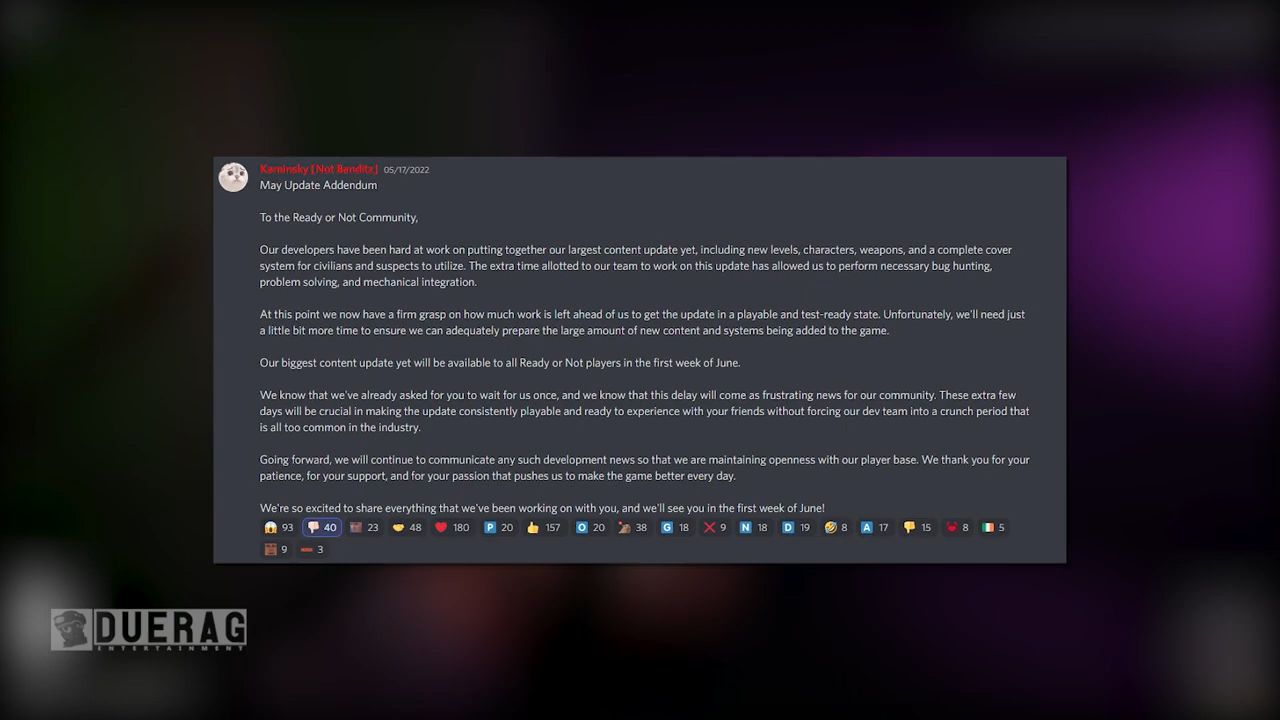 Kaminsky [Not Banditz] 05/17/2022
May Update Addendum
To the Ready or Not Community,
Our developers have been hard at work on putting together our largest content update yet, including new levels, characters, weapons, and a complete cover
system for civilians and suspects to utilize. The extra time allotted to our team to work on this update has allowed us to perform necessary bug hunting,
problem solving, and mechanical integration.
At this point we now have a firm grasp on how much work is left ahead of us to get the update in a playable and test-ready state. Unfortunately, we'll need just
a little bit more time to ensure we can adequately prepare the large amount of new content and systems being added to the game.
Our biggest content update yet will be available to all Ready or Not players in the first week of June.
We know that we've already asked for you to wait for us once, and we know that this delay will come as frustrating news for our community. These extra few
days will be crucial in making the update consistently playable and ready to experience with your friends without forcing our dev team into a crunch period that
is all too common in the industry.
Going forward, we will continue to communicate any such development news so that we are maintaining openness with our player base. We thank you for your
patience, for your support, and for your passion that pushes us to make the game better every day.
We're so excited to share everything that we've been working on with you, and we'll see you in the first week of June!
93 40 23 48 180 P 20 157 O 20 38 G 18 9 N 18 D 19 8 A 17 15 8 5
9 3
DUERAG
ENTERTAINMENT